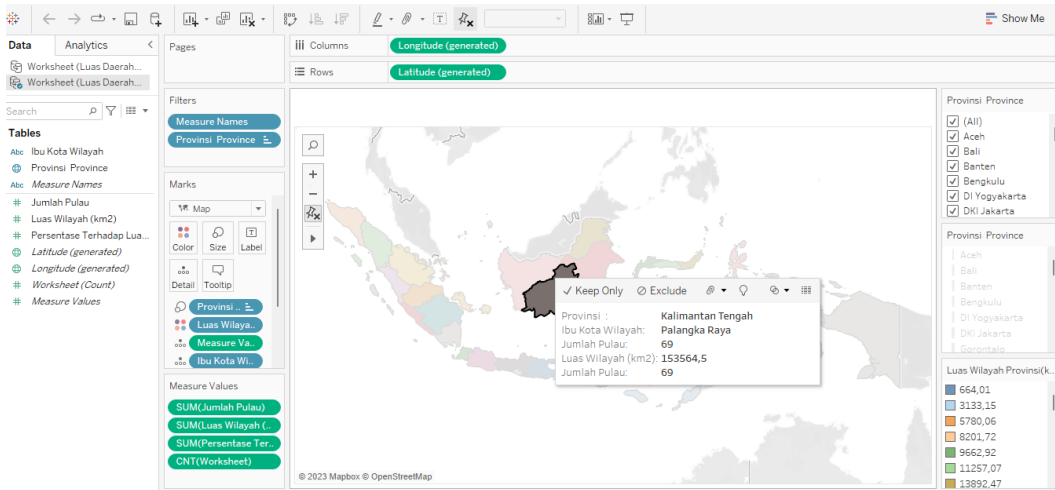 Show Me
Data
Analytics
Worksheet (Luas Daerah...
Worksheet (Luas Daerah...
Search
Tables
Abc Ibu Kota Wilayah
Provinsi Province
Abc Measure Names
# Jumlah Pulau
# Luas Wilayah (km2)
# Persentase Terhadap Lua...
Latitude (generated)
Longitude (generated)
# Worksheet (Count)
# Measure Values
Pages
Filters
Measure Names
Provinsi Province
Marks
Map
Color
Size
Label
Detail
Tooltip
Provinsi ..
Luas Wilaya..
Measure Va..
Ibu Kota Wi..
Measure Values
SUM(Jumlah Pulau)
SUM(Luas Wilayah (..
SUM(Persentase Ter..
CNT(Worksheet)
Columns
Longitude (generated)
Rows
Latitude (generated)
Keep Only
Exclude
Provinsi : Kalimantan Tengah
Ibu Kota Wilayah: Palangka Raya
Jumlah Pulau: 69
Luas Wilayah (km2): 153564,5
Jumlah Pulau: 69
© 2023 Mapbox © OpenStreetMap
Provinsi Province
(All)
Aceh
Bali
Banten
Bengkulu
DI Yogyakarta
DKI Jakarta
Provinsi Province
Aceh
Bali
Banten
Bengkulu
DI Yogyakarta
DKI Jakarta
Gorontalo
Luas Wilayah Provinsi(k..
664,01
3133,15
5780,06
8201,72
9662,92
11257,07
13892,47